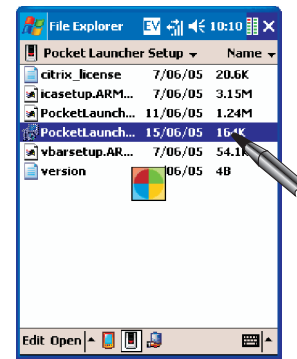 File Explorer EV 10:10
Pocket Launcher Setup Name
citrix_license 7/06/05 20.6K
icasetup.ARM... 7/06/05 3.15M
PocketLaunch... 11/06/05 1.24M
PocketLaunch... 15/06/05 164K
vbarsetup.AR... 7/06/05 54.1K
version 06/05 4B
Edit Open